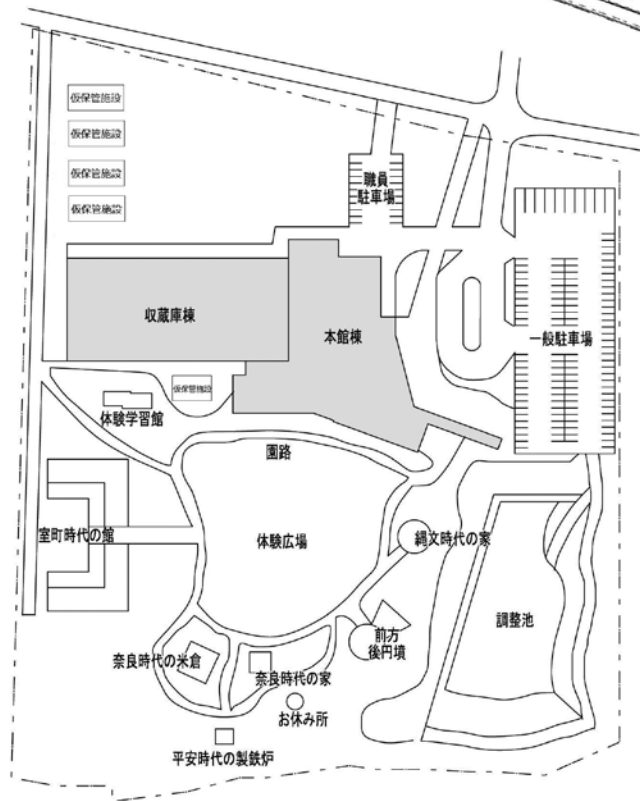 仮保管施設
仮保管施設
仮保管施設
仮保管施設
職員
駐車場
収蔵庫棟
本館棟
一般駐車場
仮保管施設
体験学習館
園路
室町時代の館
体験広場
縄文時代の家
調整池
前方
後円墳
奈良時代の米倉
奈良時代の家
お休み所
平安時代の製鉄炉